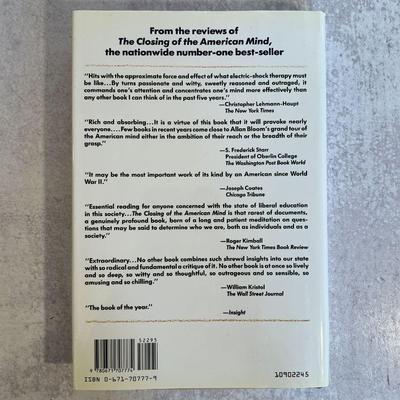 From the reviews of
The Closing of the American Mind,
the nationwide number-one best-seller
"Hits with the approximate force and effect of what electric-shock therapy must
be like...By turns passionate and witty, sweetly reasoned and outraged, it
commands one's attention and concentrates one's mind more effectively than
any other book I can think of in the past five years."
—Christopher Lehmann-Haupt
The New York Times
"Rich and absorbing...It is a virtue of this book that it will provoke nearly
everyone....Few books in recent years come close to Allan Bloom's grand tour of
the American mind either in the ambition of their reach or the breadth of their
grasp."
—S. Frederick Starr
President of Oberlin College
The Washington Post Book World
"It may be the most important work of its kind by an American since World
War II."
—Joseph Coates
Chicago Tribune
"Essential reading for anyone concerned with the state of liberal education
in this society...The Closing of the American Mind is that rarest of documents, a
genuinely profound book, born of a long and patient meditation on ques-
tions that may be said to determine who we are, both as individuals and as a
society."
—Roger Kimball
The New York Times Book Review
"Extraordinary...No other book combines such shrewd insights into our state
with so radical and fundamental a critique of it. No other book is at once so lively
and so deep, so witty and so thoughtful, so outrageous and so sensible, so
amusing and so chilling."
—William Kristol
The Wall Street Journal
"The book of the year."
—Insight
52295
9 780671 707774
ISBN 0-671-70777-9
10902245